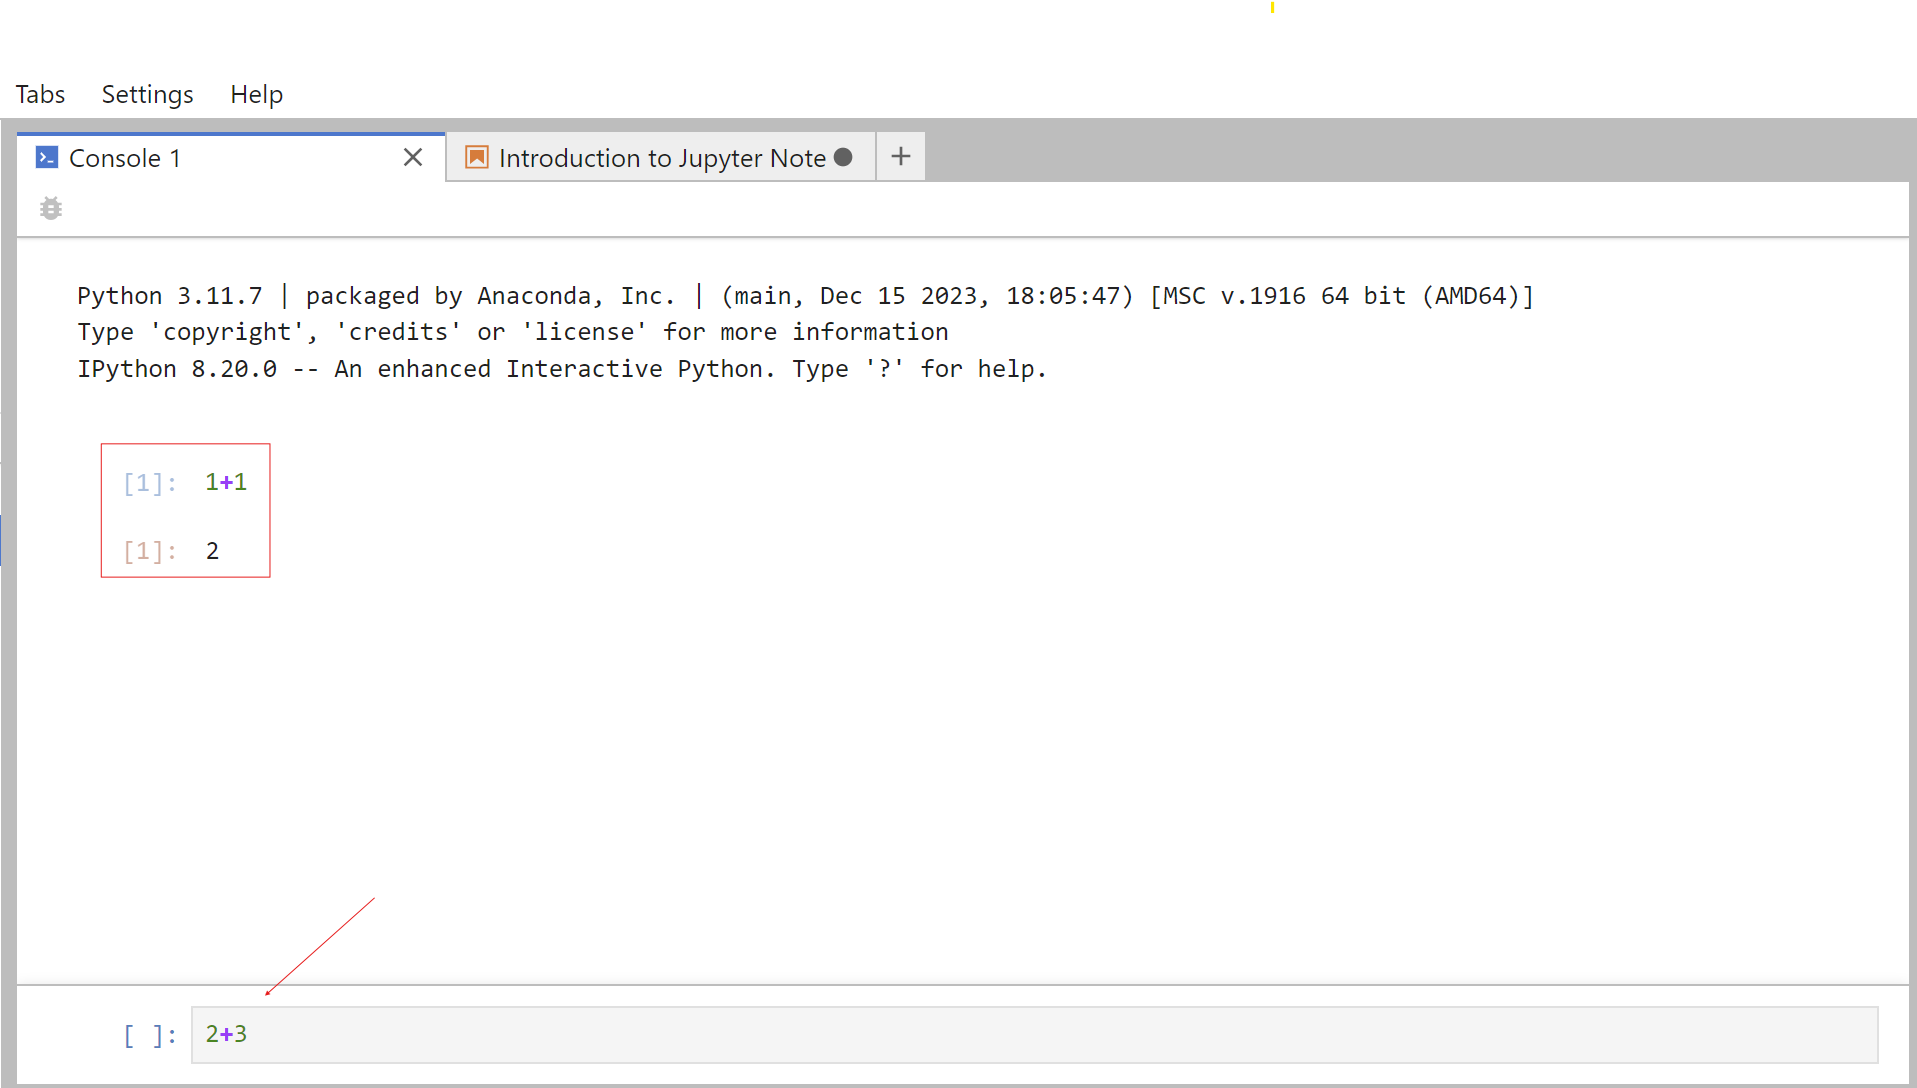 Tabs Settings Help
Console 1 Introduction to Jupyter Note
Python 3.11.7 | packaged by Anaconda, Inc. | (main, Dec 15 2023, 18:05:47) [MSC v.1916 64 bit (AMD64)]
Type 'copyright', 'credits' or 'license' for more information
IPython 8.20.0 -- An enhanced Interactive Python. Type '?' for help.
[1]: 1+1
[1]: 2
[ ]: 2+3